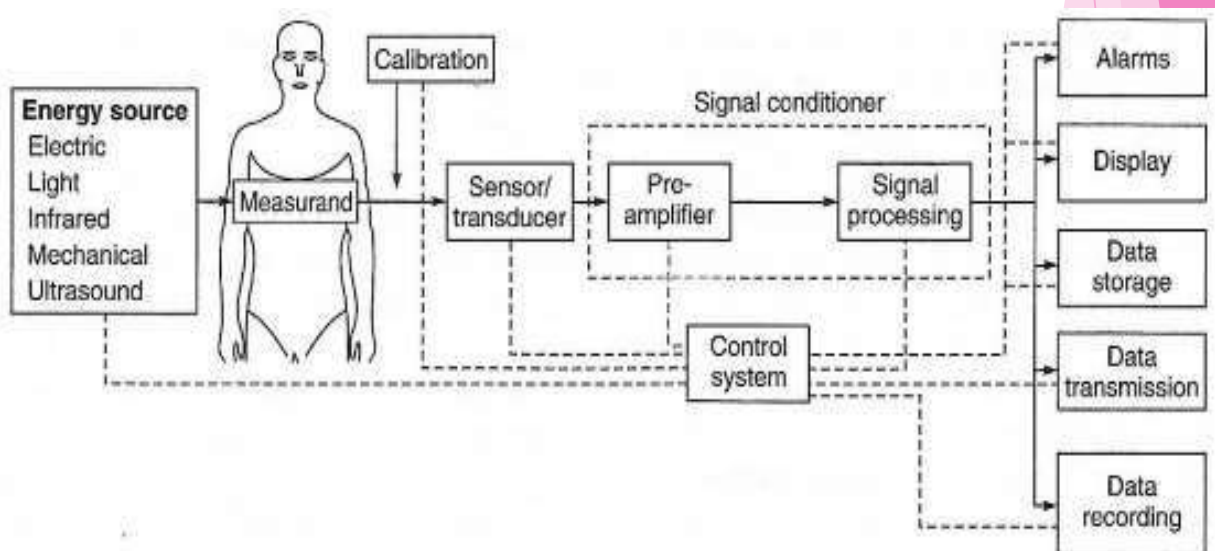 Energy source
Electric
Light
Infrared
Mechanical
Ultrasound
Measurand
Calibration
Sensor/
transducer
Signal conditioner
Pre-
amplifier
Signal
processing
Control
system
Alarms
Display
Data
storage
Data
transmission
Data
recording